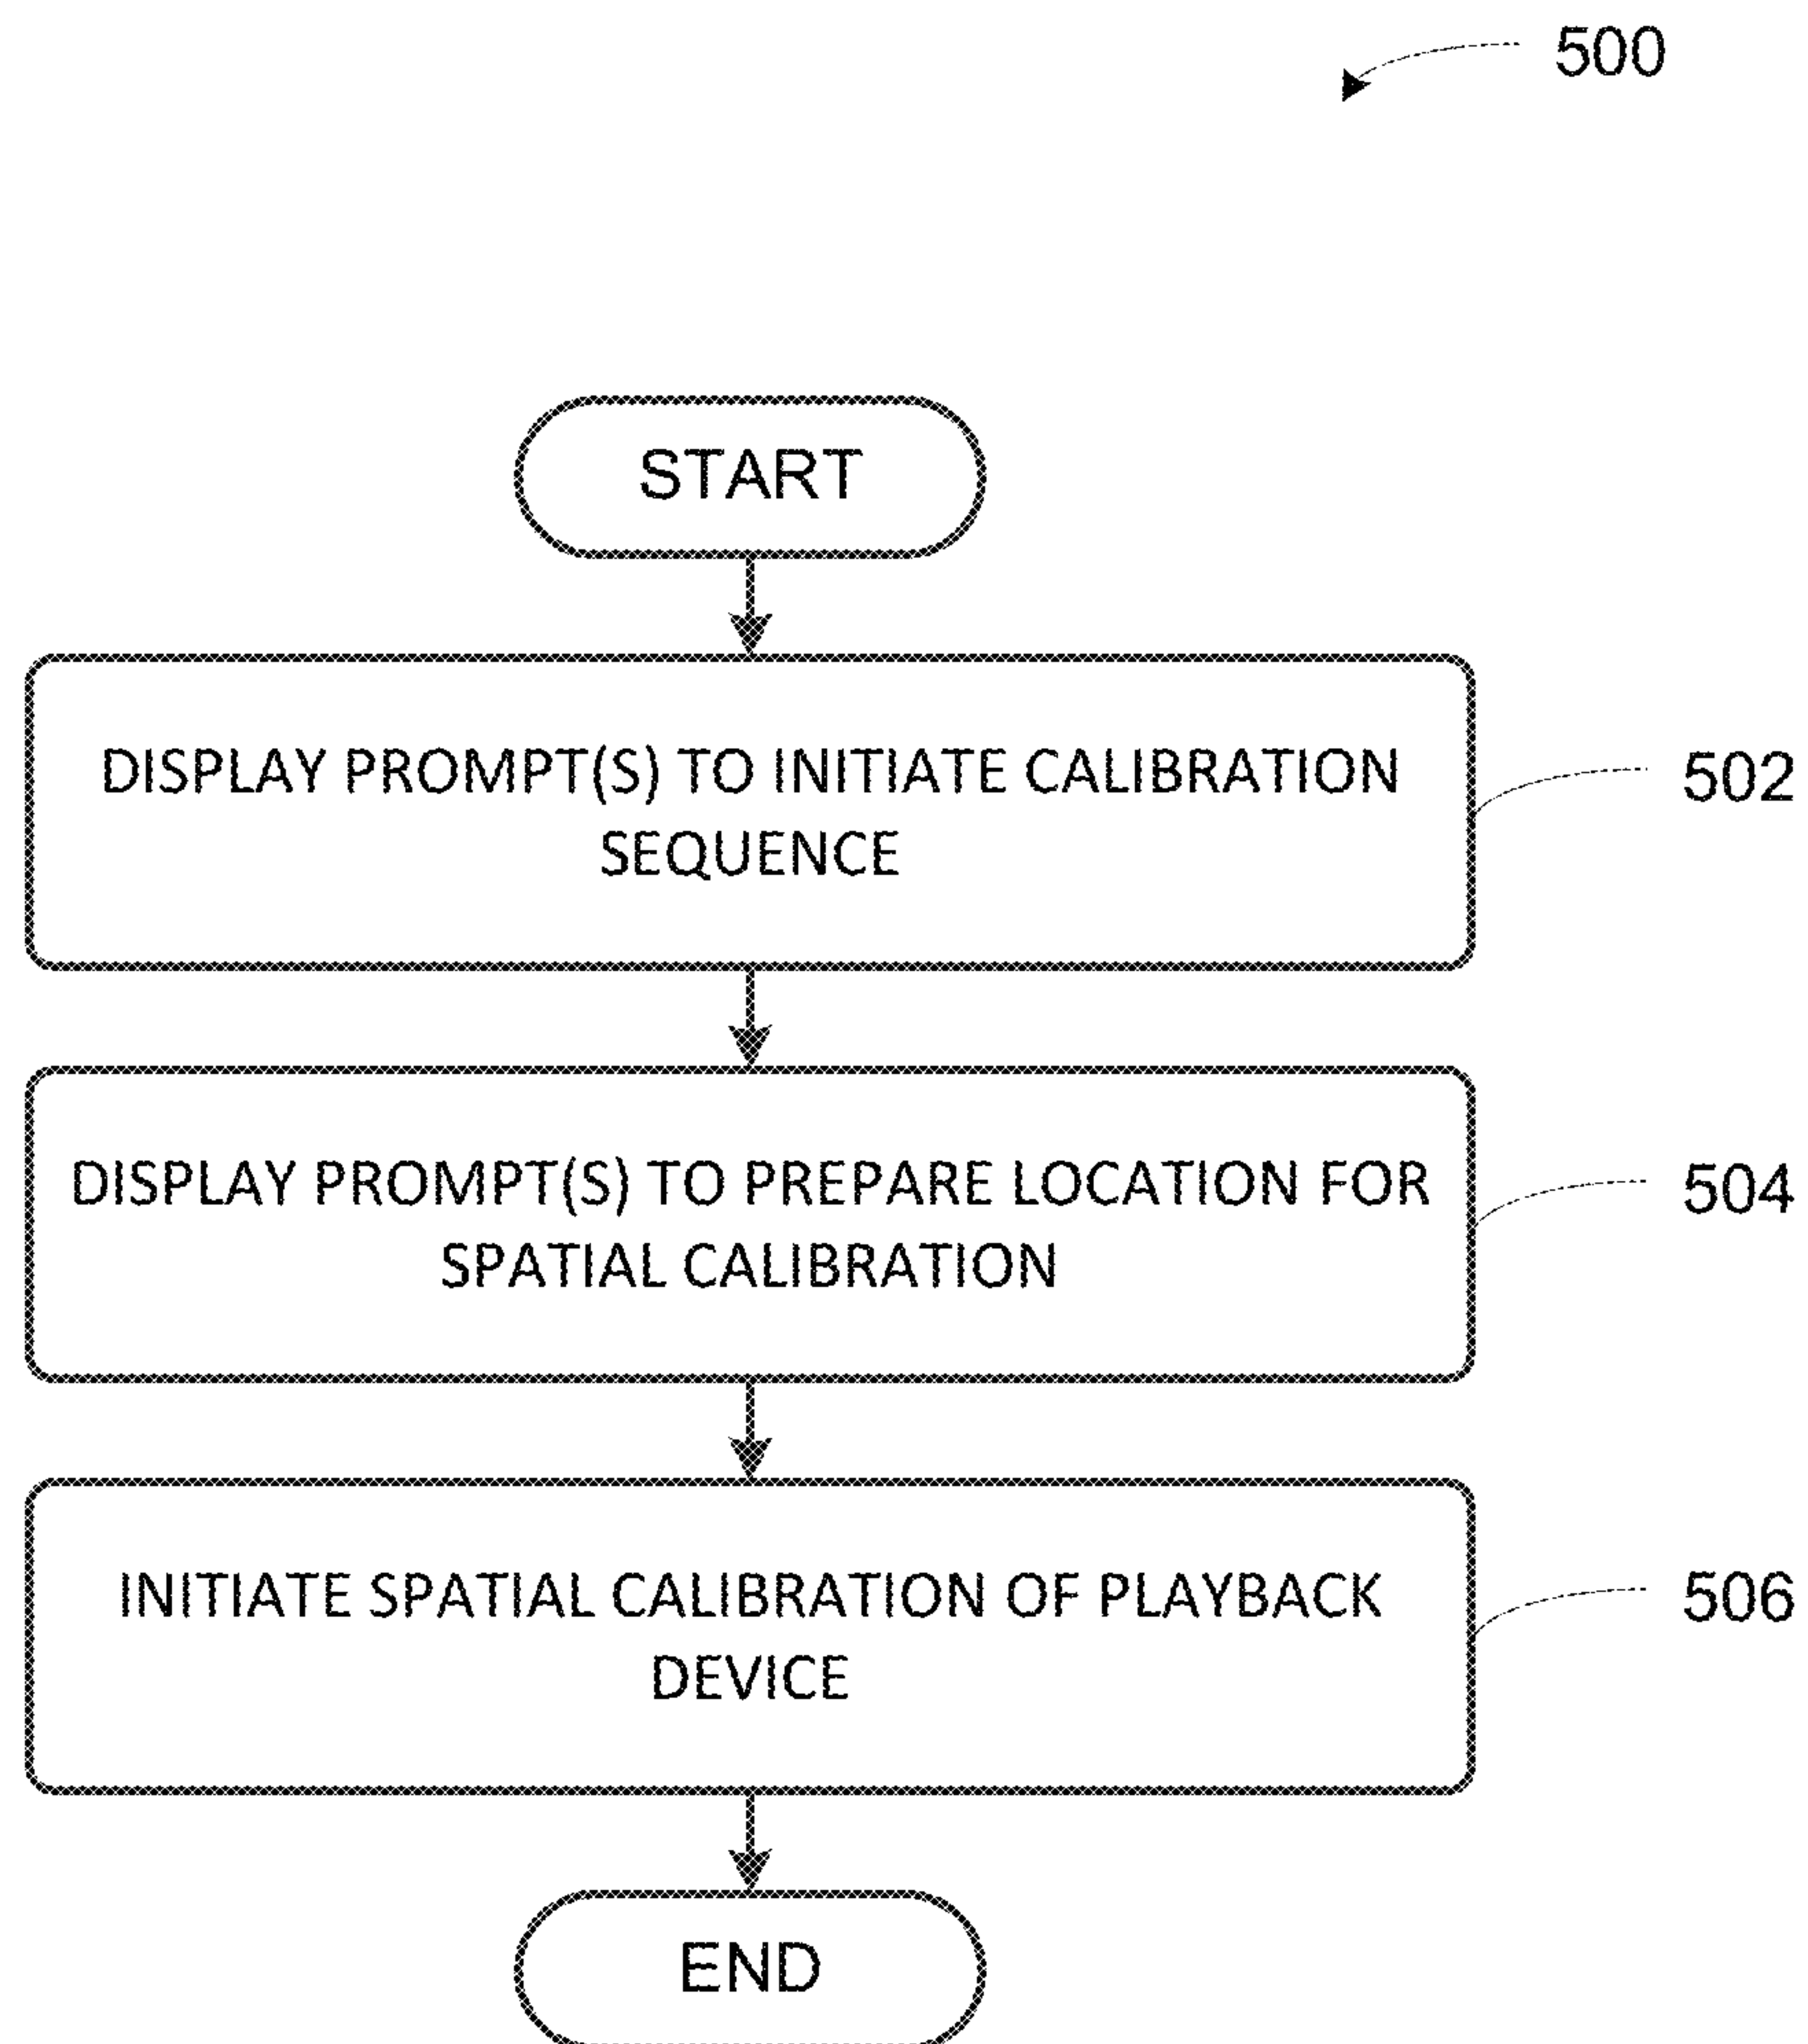 500
START
DISPLAY PROMPT(S) TO INITIATE CALIBRATION
SEQUENCE
502
DISPLAY PROMPT(S) TO PREPARE LOCATION FOR
SPATIAL CALIBRATION
504
INITIATE SPATIAL CALIBRATION OF PLAYBACK
DEVICE
506
END